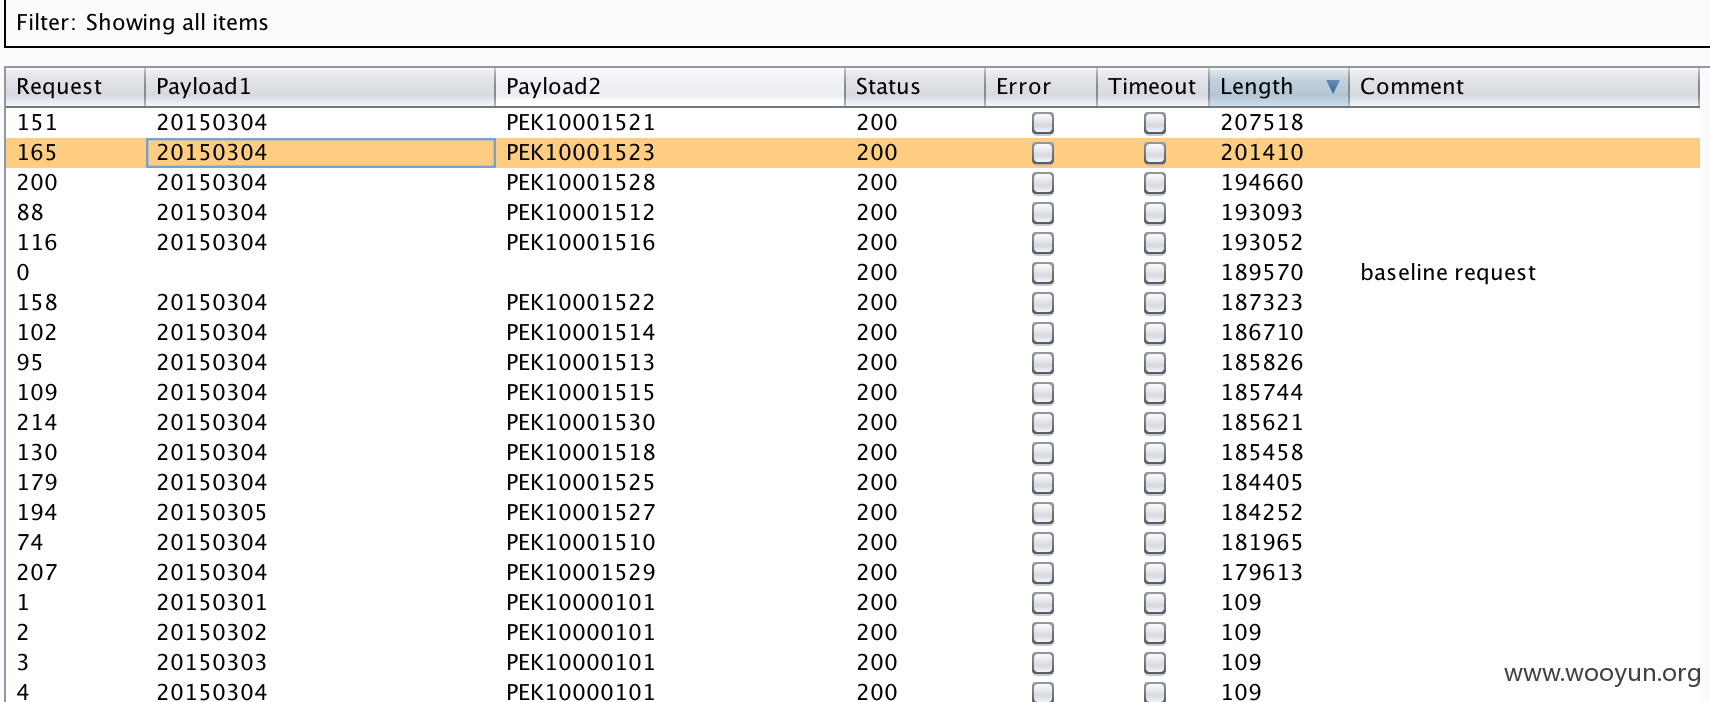 Filter: Showing all items
Request Payload1 Payload2 Status Error Timeout Length Comment
151 20150304 PEK10001521 200 207518
165 20150304 PEK10001523 200 201410
200 20150304 PEK10001528 200 194660
88 20150304 PEK10001512 200 193093
116 20150304 PEK10001516 200 193052
0 200 189570 baseline request
158 20150304 PEK10001522 200 187323
102 20150304 PEK10001514 200 186710
95 20150304 PEK10001513 200 185826
109 20150304 PEK10001515 200 185744
214 20150304 PEK10001530 200 185621
130 20150304 PEK10001518 200 185458
179 20150304 PEK10001525 200 184405
194 20150305 PEK10001527 200 184252
74 20150304 PEK10001510 200 181965
207 20150304 PEK10001529 200 179613
1 20150301 PEK10000101 200 109
2 20150302 PEK10000101 200 109
3 20150303 PEK10000101 200 109
4 20150304 PEK10000101 200 109
www.wooyun.org